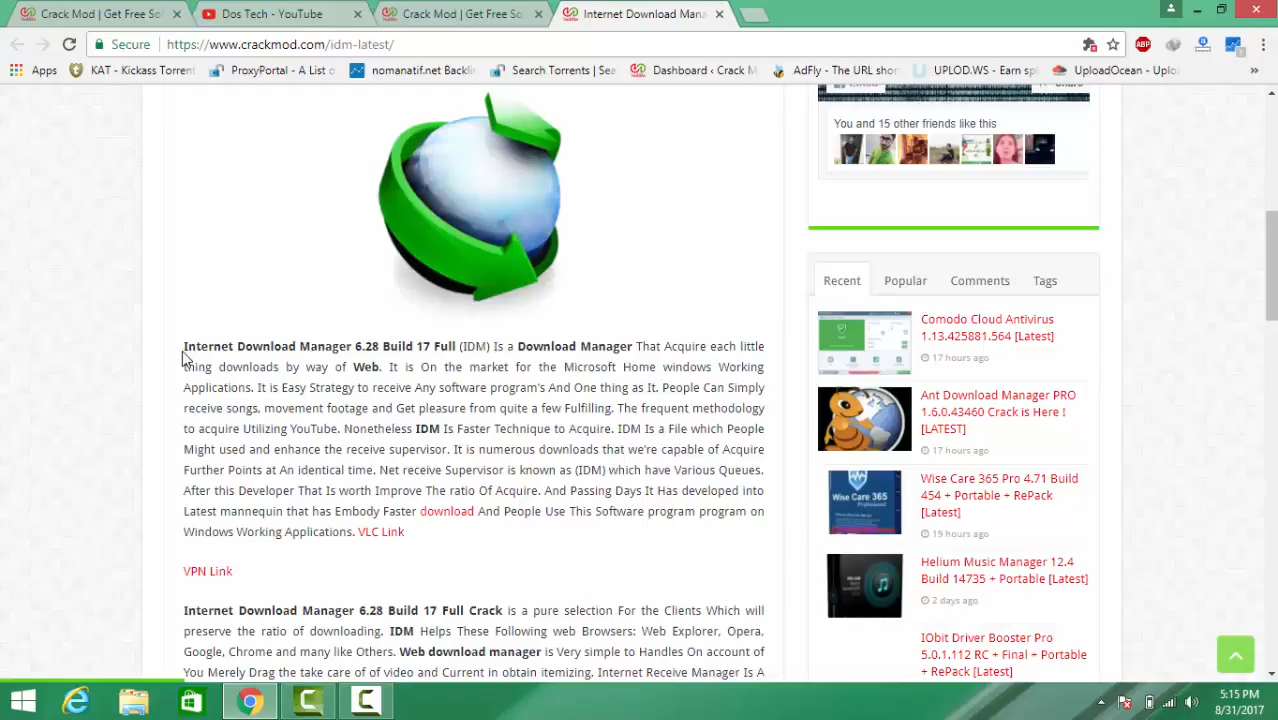 Crack Mod | Get Free So
Dos Tech - YouTube
Crack Mod | Get Free So
Internet Download Mana
Secure
https://www.crackmod.com/idm-latest/
ABP
Apps
KAT - Kickass Torrent
ProxyPortal - A List o
nomanatif.net Backli
Search Torrents | Sea
Dashboard ‹ Crack M
AdFly - The URL shor
UPLOD.WS - Earn spl
UploadOcean - Uplo
You and 15 other friends like this
Internet Download Manager 6.28 Build 17 Full (IDM) Is a Download Manager That Acquire each little
thing downloads by way of Web. It is On the market for the Microsoft Home windows Working
Applications. It is Easy Strategy to receive Any software program's And One thing as It. People Can Simply
receive songs, movement footage and Get pleasure from quite a few Fulfilling. The frequent methodology
to acquire Utilizing YouTube. Nonetheless IDM Is Faster Technique to Acquire. IDM Is a File which People
Might used and enhance the receive supervisor. It is numerous downloads that we're capable of Acquire
Further Points at An identical time. Net receive Supervisor is known as (IDM) which have Various Queues.
After this Developer That Is worth Improve The ratio Of Acquire. And Passing Days It Has developed into
Latest mannequin that has Embody Faster download And People Use This Software program program on
Windows Working Applications. VLC Link
VPN Link
Internet Download Manager 6.28 Build 17 Full Crack is a pure selection For the Clients Which will
preserve the ratio of downloading. IDM Helps These Following web Browsers: Web Explorer, Opera,
Google, Chrome and many like Others. Web download manager is Very simple to Handles On account of
You Merely Drag the take care of of video and Current in obtain itemizing. Internet Receive Manager Is A
Recent
Popular
Comments
Tags
Comodo Cloud Antivirus
1.13.425881.564 [Latest]
17 hours ago
Ant Download Manager PRO
1.6.0.43460 Crack is Here !
[LATEST]
17 hours ago
Wise Care 365
Wise Care 365 Pro 4.71 Build
454 + Portable + RePack
[Latest]
19 hours ago
Helium Music Manager 12.4
Build 14735 + Portable [Latest]
2 days ago
IObit Driver Booster Pro
5.0.1.112 RC + Final + Portable
+ RePack [Latest]
5:15 PM
8/31/2017